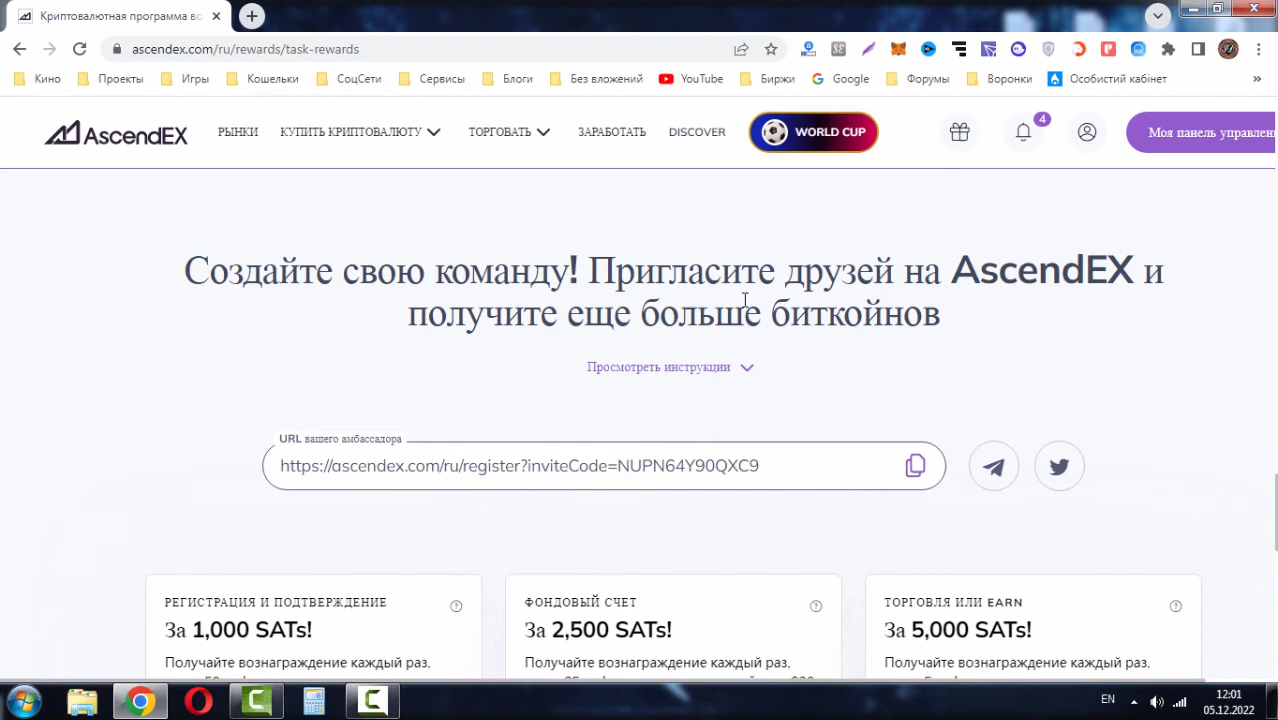 Криптовалютная программа во
ascendex.com/ru/rewards/task-rewards
Кино
Проекты
Игры
Кошельки
СоцСети
Сервисы
Блоги
Без вложений
YouTube
Биржи
Google
Форумы
Воронки
Особистий кабінет
»
AscendEX
РЫНКИ
КУПИТЬ КРИПТОВАЛЮТУ
ТОРГОВАТЬ
ЗАРАБОТАТЬ
DISCOVER
WORLD CUP
4
Моя панель управлен
Создайте свою команду! Пригласите друзей на AscendEX и
получите еще больше биткойнов
Просмотреть инструкции
URL вашего амбассадора
https://ascendex.com/ru/register?inviteCode=NUPN64Y90QXC9
РЕГИСТРАЦИЯ И ПОДТВЕРЖДЕНИЕ
За 1,000 SATs!
Получайте вознаграждение каждый раз,
ФОНДОВЫЙ СЧЕТ
За 2,500 SATs!
Получайте вознаграждение каждый раз,
ТОРГОВЛЯ ИЛИ EARN
За 5,000 SATs!
Получайте вознаграждение каждый раз,
EN
12:01
05.12.2022